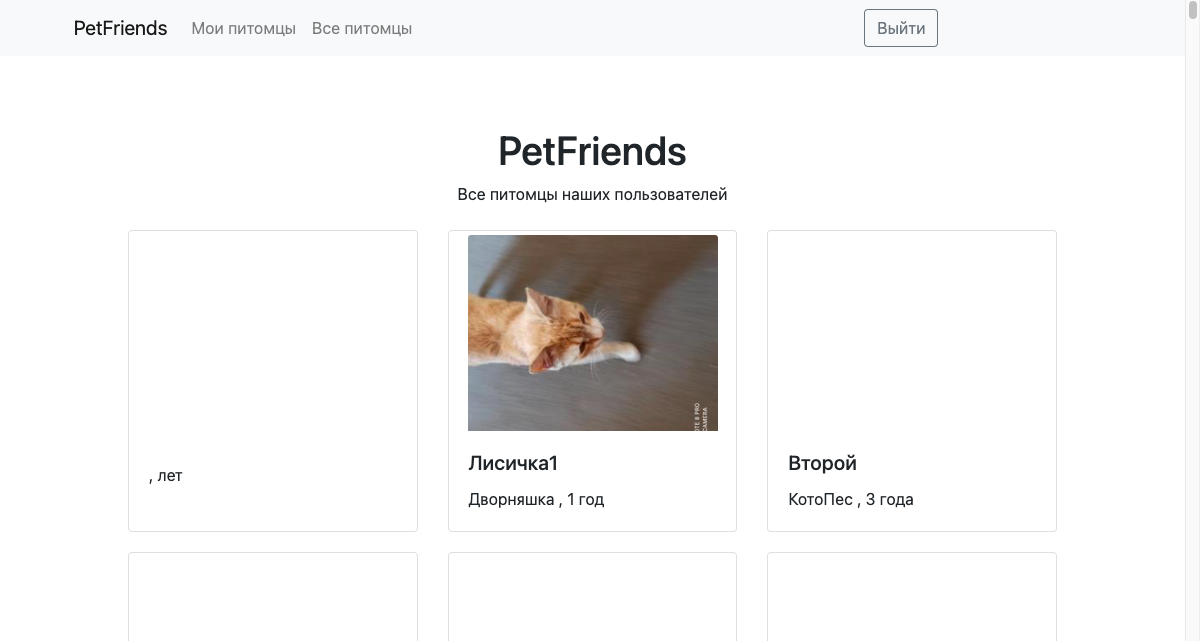 PetFriends Мои питомцы Все питомцы Выйти
PetFriends
Все питомцы наших пользователей
, лет
Лисичка1
Дворняшка , 1 год
Второй
КотоПес , 3 года